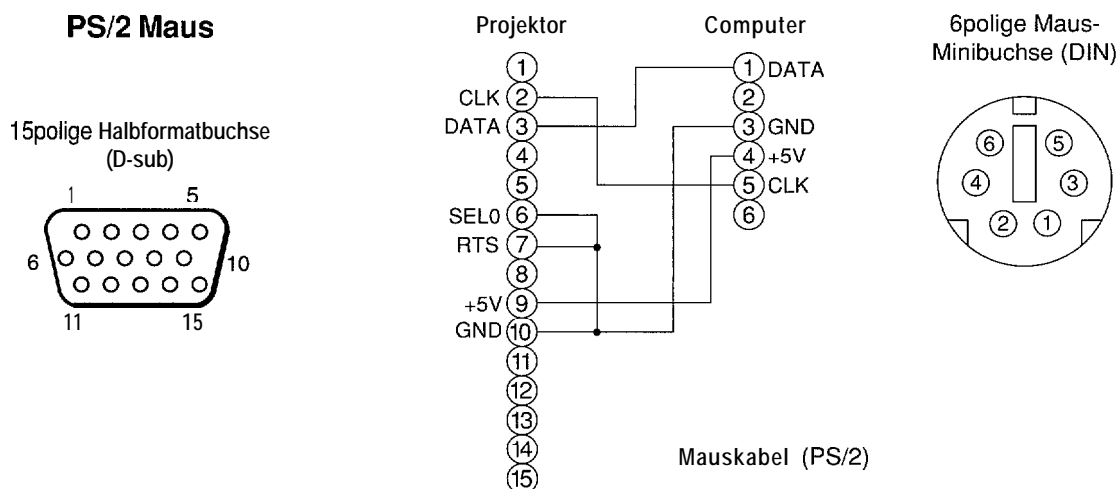 PS/2 Maus
15polige Halbformatbuchse
(D-sub)
1 5
6 10
11 15
Projektor Computer
1 1 DATA
CLK 2 2
DATA 3 3 GND
4 4 +5V
5 5 CLK
SEL0 6 6
RTS 7
8
+5V 9
GND 10
11
12
13
14
15
Mauskabel (PS/2)
6polige Maus-
Minibuchse (DIN)
6 5
4 3
2 1